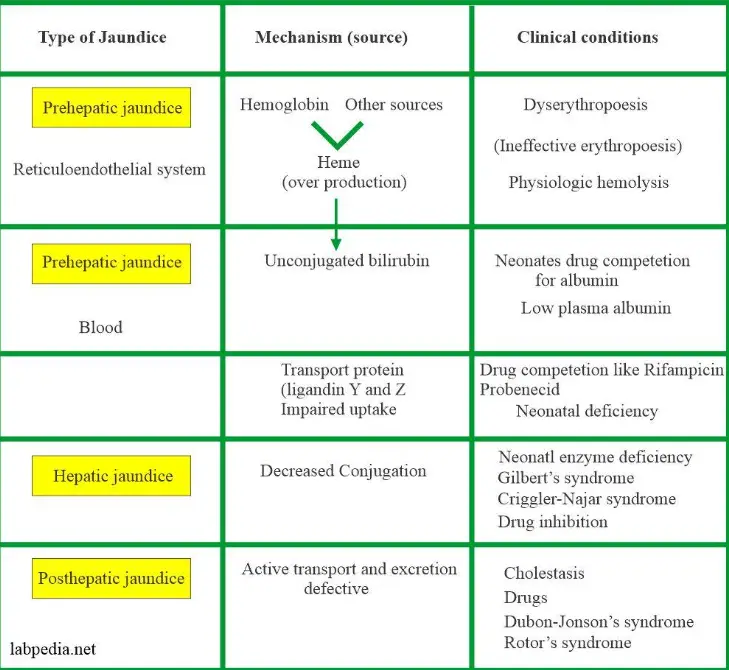 Type of Jaundice
Mechanism (source)
Clinical conditions
Prehepatic jaundice
Reticuloendothelial system
Hemoglobin Other sources
Heme
(over production)
Dyserythropoesis
(Ineffective erythropoesis)
Physiologic hemolysis
Prehepatic jaundice
Blood
Unconjugated bilirubin
Neonates drug competetion
for albumin
Low plasma albumin
Transport protein
(ligandin Y and Z
Impaired uptake
Drug competetion like Rifampicin
Probenecid
Neonatal deficiency
Hepatic jaundice
Decreased Conjugation
Neonatl enzyme deficiency
Gilbert's syndrome
Criggler-Najar syndrome
Drug inhibition
Posthepatic jaundice
Active transport and excretion
defective
Cholestasis
Drugs
Dubon-Jonson's syndrome
Rotor's syndrome
labpedia.net